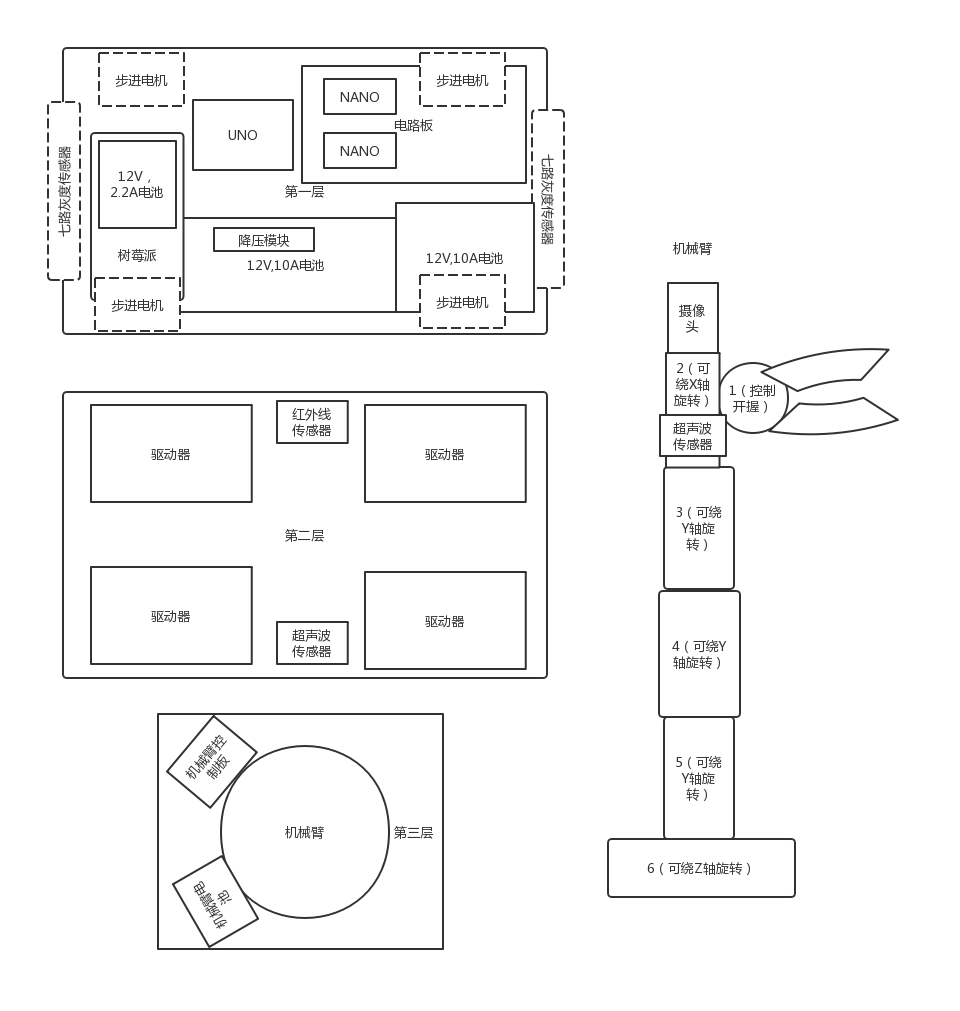 步进电机
步进电机
NANO
电路板
UNO
NANO
七路灰度传感器
七路灰度传感器
12V，
2.2A电池
第一层
树莓派
降压模块
12V,10A电池
12V,10A电池
步进电机
步进电机
红外线
传感器
驱动器
驱动器
第二层
驱动器
驱动器
超声波
传感器
机械臂控
制板
机械臂
第三层
机械臂电
池
机械臂
摄像
头
2（可
绕X轴
旋转）
1（控制
开握）
超声波
传感器
3（可绕
Y轴旋
转）
4（可绕Y
轴旋转）
5（可绕
Y轴旋
转）
6（可绕Z轴旋转）